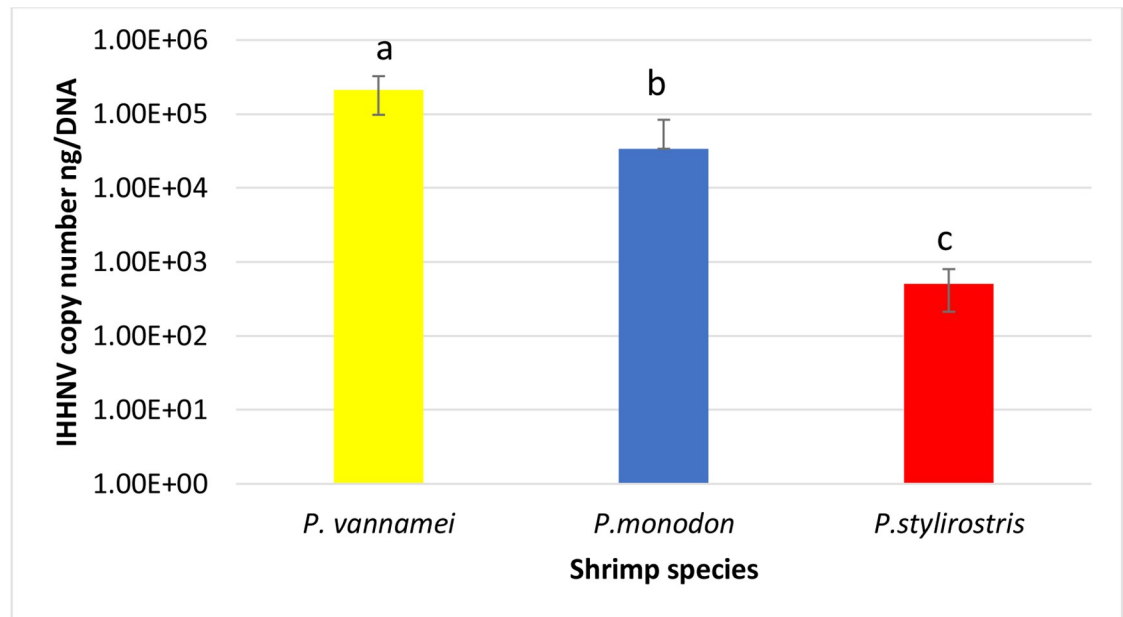 IHHNV copy number ng/DNA
1.00E+06
1.00E+05
1.00E+04
1.00E+03
1.00E+02
1.00E+01
1.00E+00
a
b
c
P. vannamei
P.monodon
P.stylirostris
Shrimp species